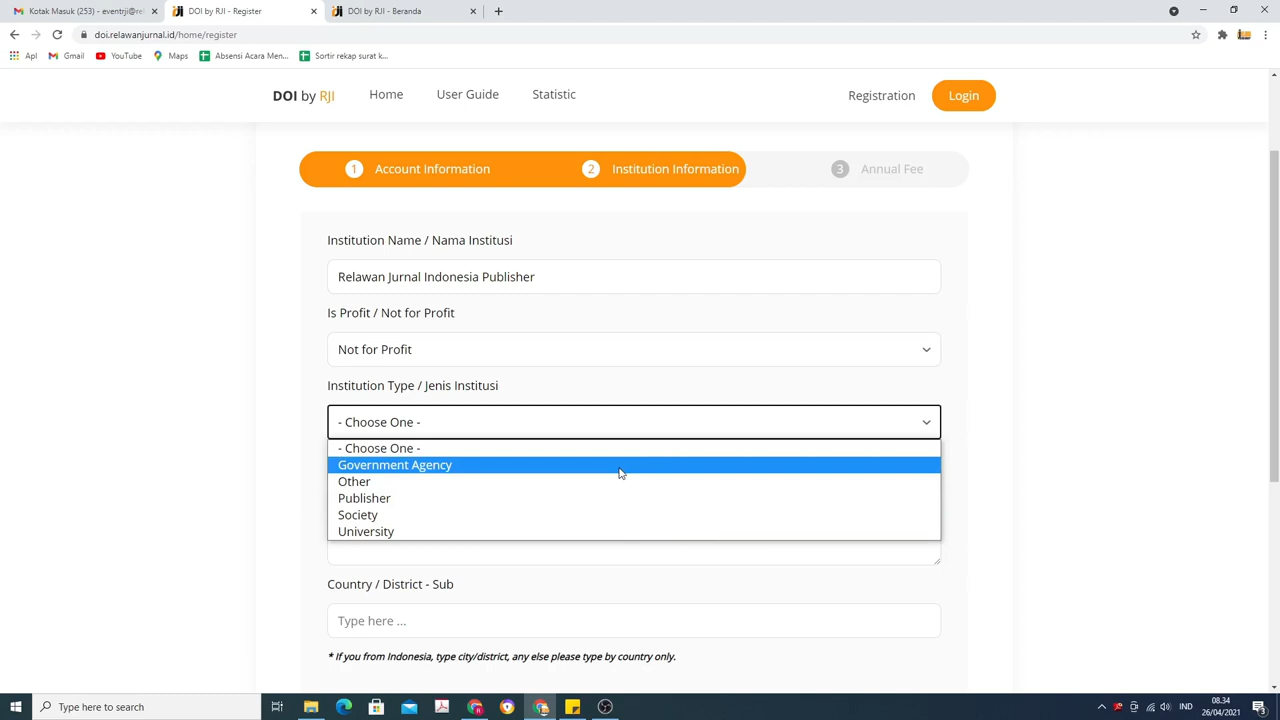 Kotak Masuk (253) - eventrji@re
DOI by RJI - Register
DOI by RJI - Beranda
doi.relawanjurnal.id/home/register
Apl
Gmail
YouTube
Maps
Absensi Acara Men...
Sortir rekap surat k...
DOI by RJI
Home
User Guide
Statistic
Registration
Login
1 Account Information
2 Institution Information
3 Annual Fee
Institution Name / Nama Institusi
Relawan Jurnal Indonesia Publisher
Is Profit / Not for Profit
Not for Profit
Institution Type / Jenis Institusi
- Choose One -
- Choose One -
Government Agency
Other
Publisher
Society
University
Country / District - Sub
Type here ...
* If you from Indonesia, type city/district, any else please type by country only.
Type here to search
IND
08.34
26/04/2021